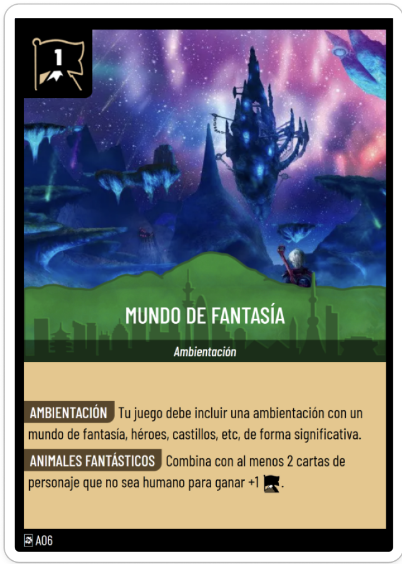 1
MUNDO DE FANTASÍA
Ambientación
AMBIENTACIÓN Tu juego debe incluir una ambientación con un
mundo de fantasía, héroes, castillos, etc, de forma significativa.
ANIMALES FANTÁSTICOS Combina con al menos 2 cartas de
personaje que no sea humano para ganar +1 .
A06